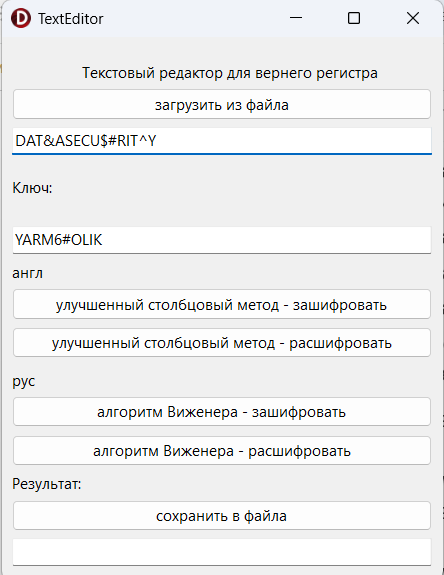 TextEditor
Текстовый редактор для вернего регистра
загрузить из файла
DAT&ASECU$#RIT^Y
Ключ:
YARM6#OLIK
англ
улучшенный столбцовый метод - зашифровать
улучшенный столбцовый метод - расшифровать
рус
алгоритм Виженера - зашифровать
алгоритм Виженера - расшифровать
Результат:
сохранить в файла